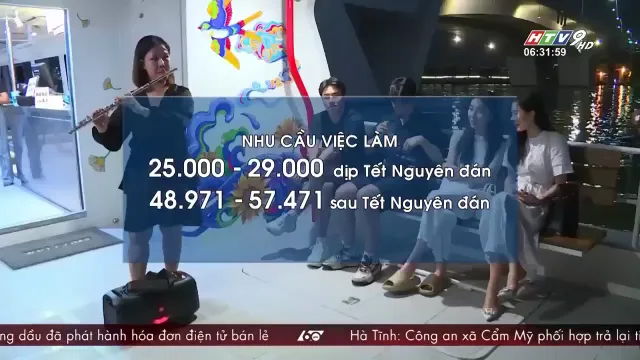 HTV9 HD
06:31:59
NHU CẦU VIỆC LÀM
25.000 - 29.000 dịp Tết Nguyên đán
48.971 - 57.471 sau Tết Nguyên đán
ng dầu đã phát hành hóa đơn điện tử bán lẻ
60
Hà Tĩnh: Công an xã Cẩm Mỹ phối hợp trả lại t